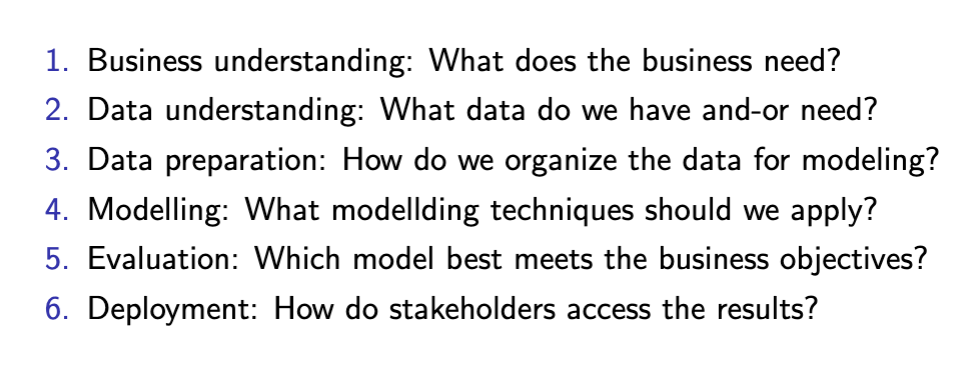 1. Business understanding: What does the business need?
2. Data understanding: What data do we have and-or need?
3. Data preparation: How do we organize the data for modeling?
4. Modelling: What modellding techniques should we apply?
5. Evaluation: Which model best meets the business objectives?
6. Deployment: How do stakeholders access the results?